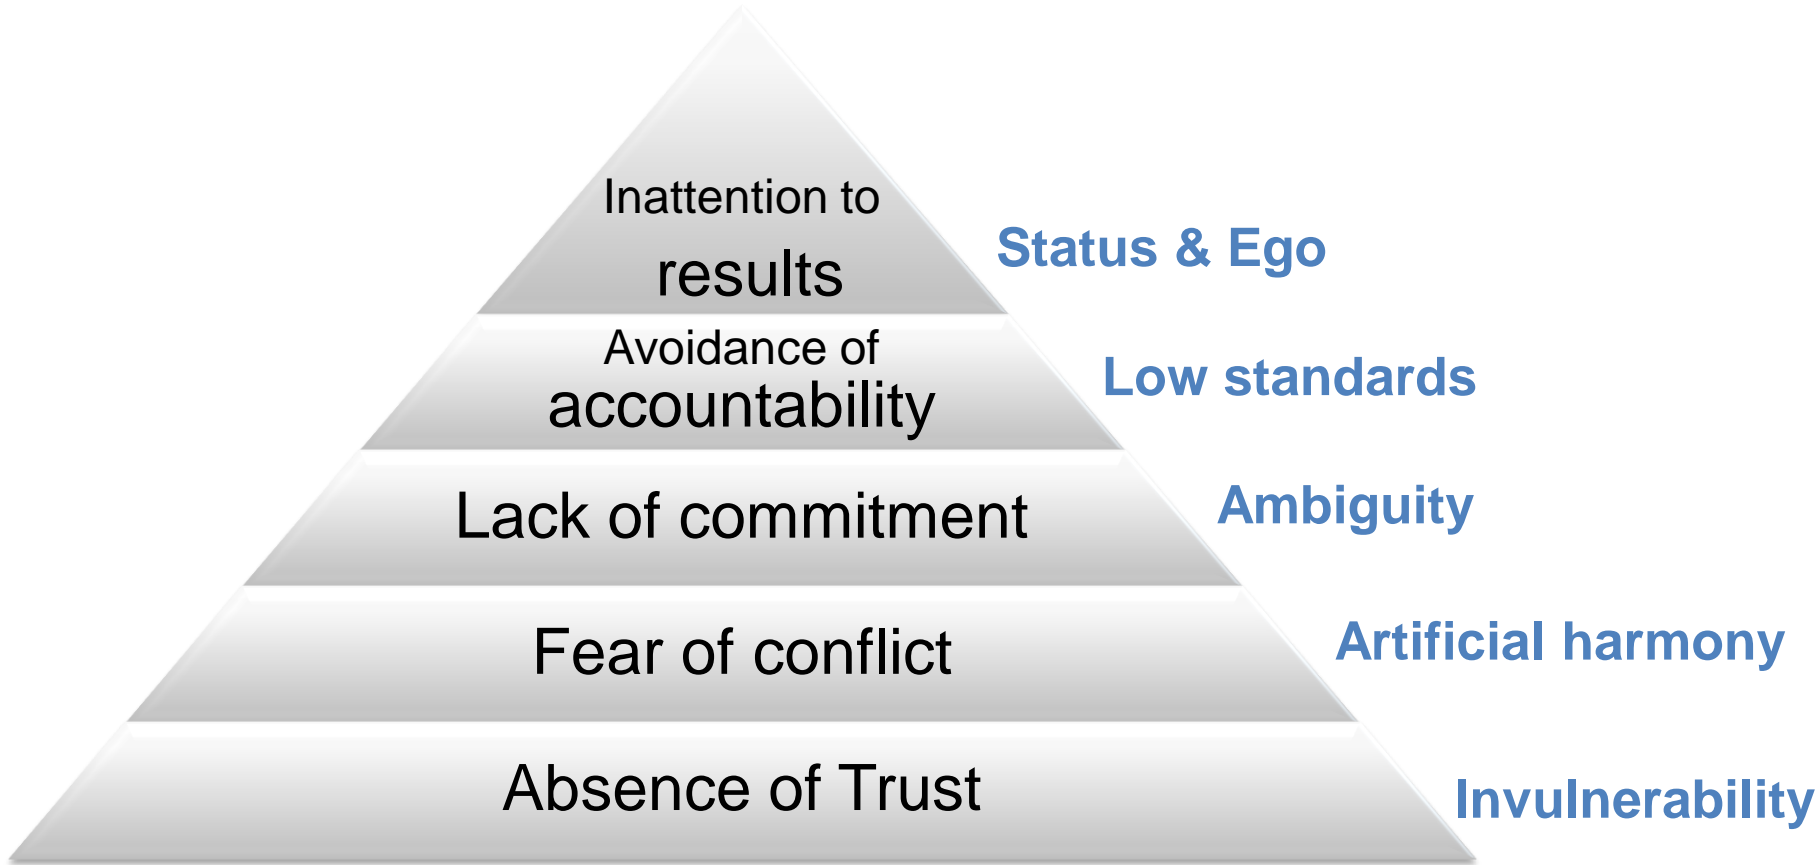 Inattention to
results
Status & Ego
Avoidance of
accountability
Low standards
Lack of commitment
Ambiguity
Fear of conflict
Artificial harmony
Absence of Trust
Invulnerability